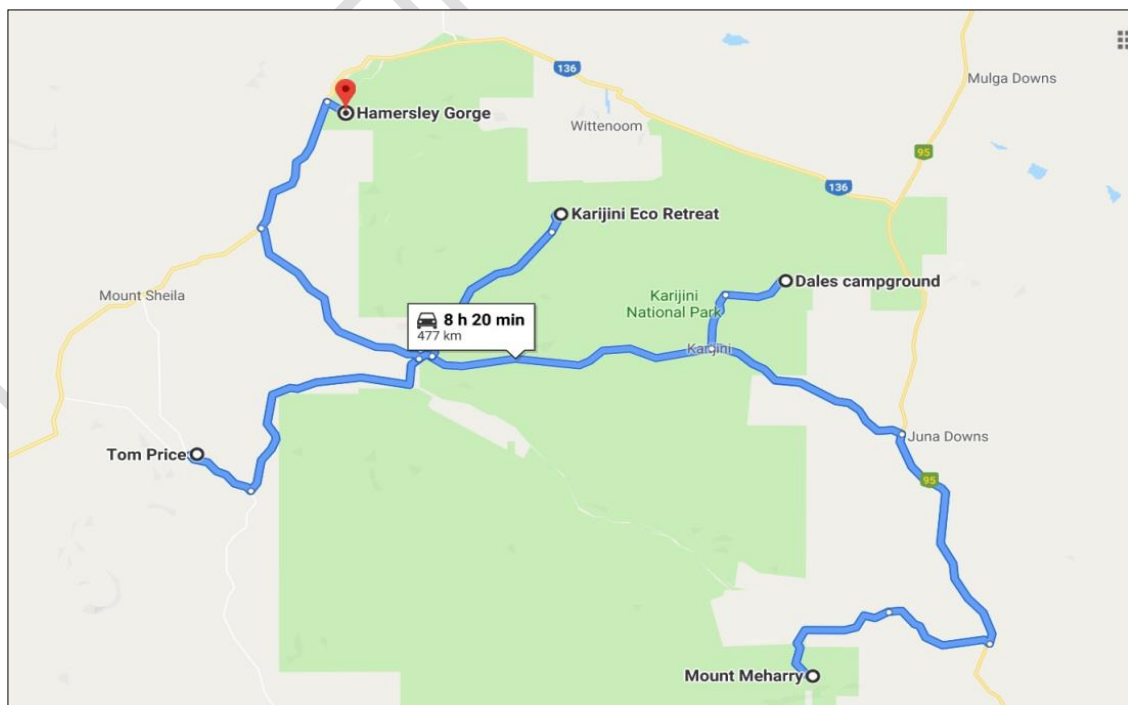 136
Mulga Downs
Hamersley Gorge
Wittenoom
95
136
Karijini Eco Retreat
Dales campground
Mount Sheila
Karijini
National Park
8 h 20 min
477 km
Karijini
Juna Downs
Tom Price
95
Mount Meharry